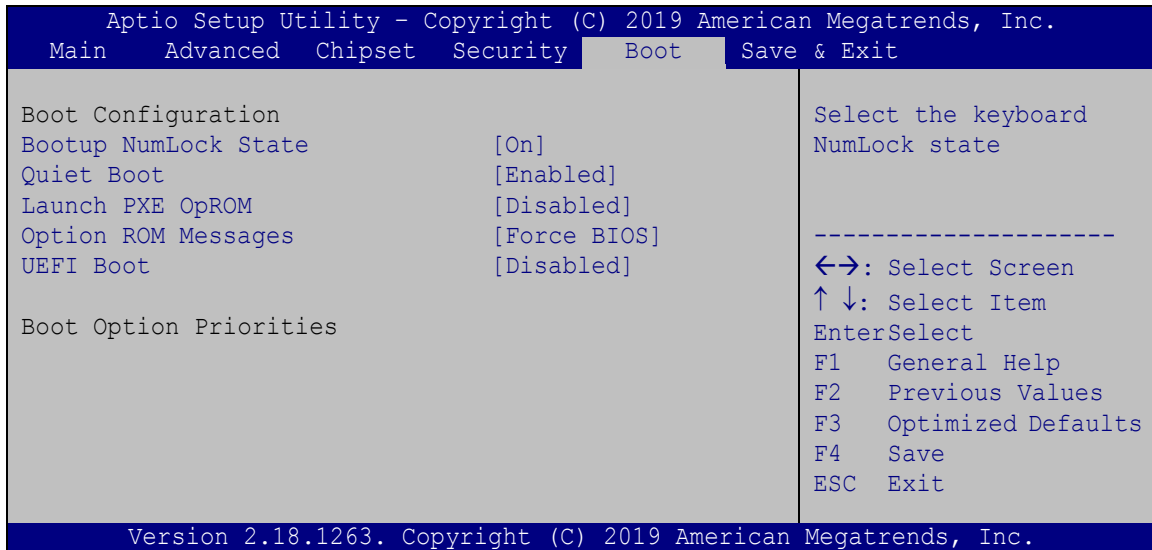 Aptio Setup Utility – Copyright (C) 2019 American Megatrends, Inc.
Main Advanced Chipset Security Boot Save & Exit
Boot Configuration
Bootup NumLock State [On]
Quiet Boot [Enabled]
Launch PXE OpROM [Disabled]
Option ROM Messages [Force BIOS]
UEFI Boot [Disabled]
Boot Option Priorities
Select the keyboard
NumLock state
---------------------
←→: Select Screen
↑ ↓: Select Item
EnterSelect
F1 General Help
F2 Previous Values
F3 Optimized Defaults
F4 Save
ESC Exit
Version 2.18.1263. Copyright (C) 2019 American Megatrends, Inc.